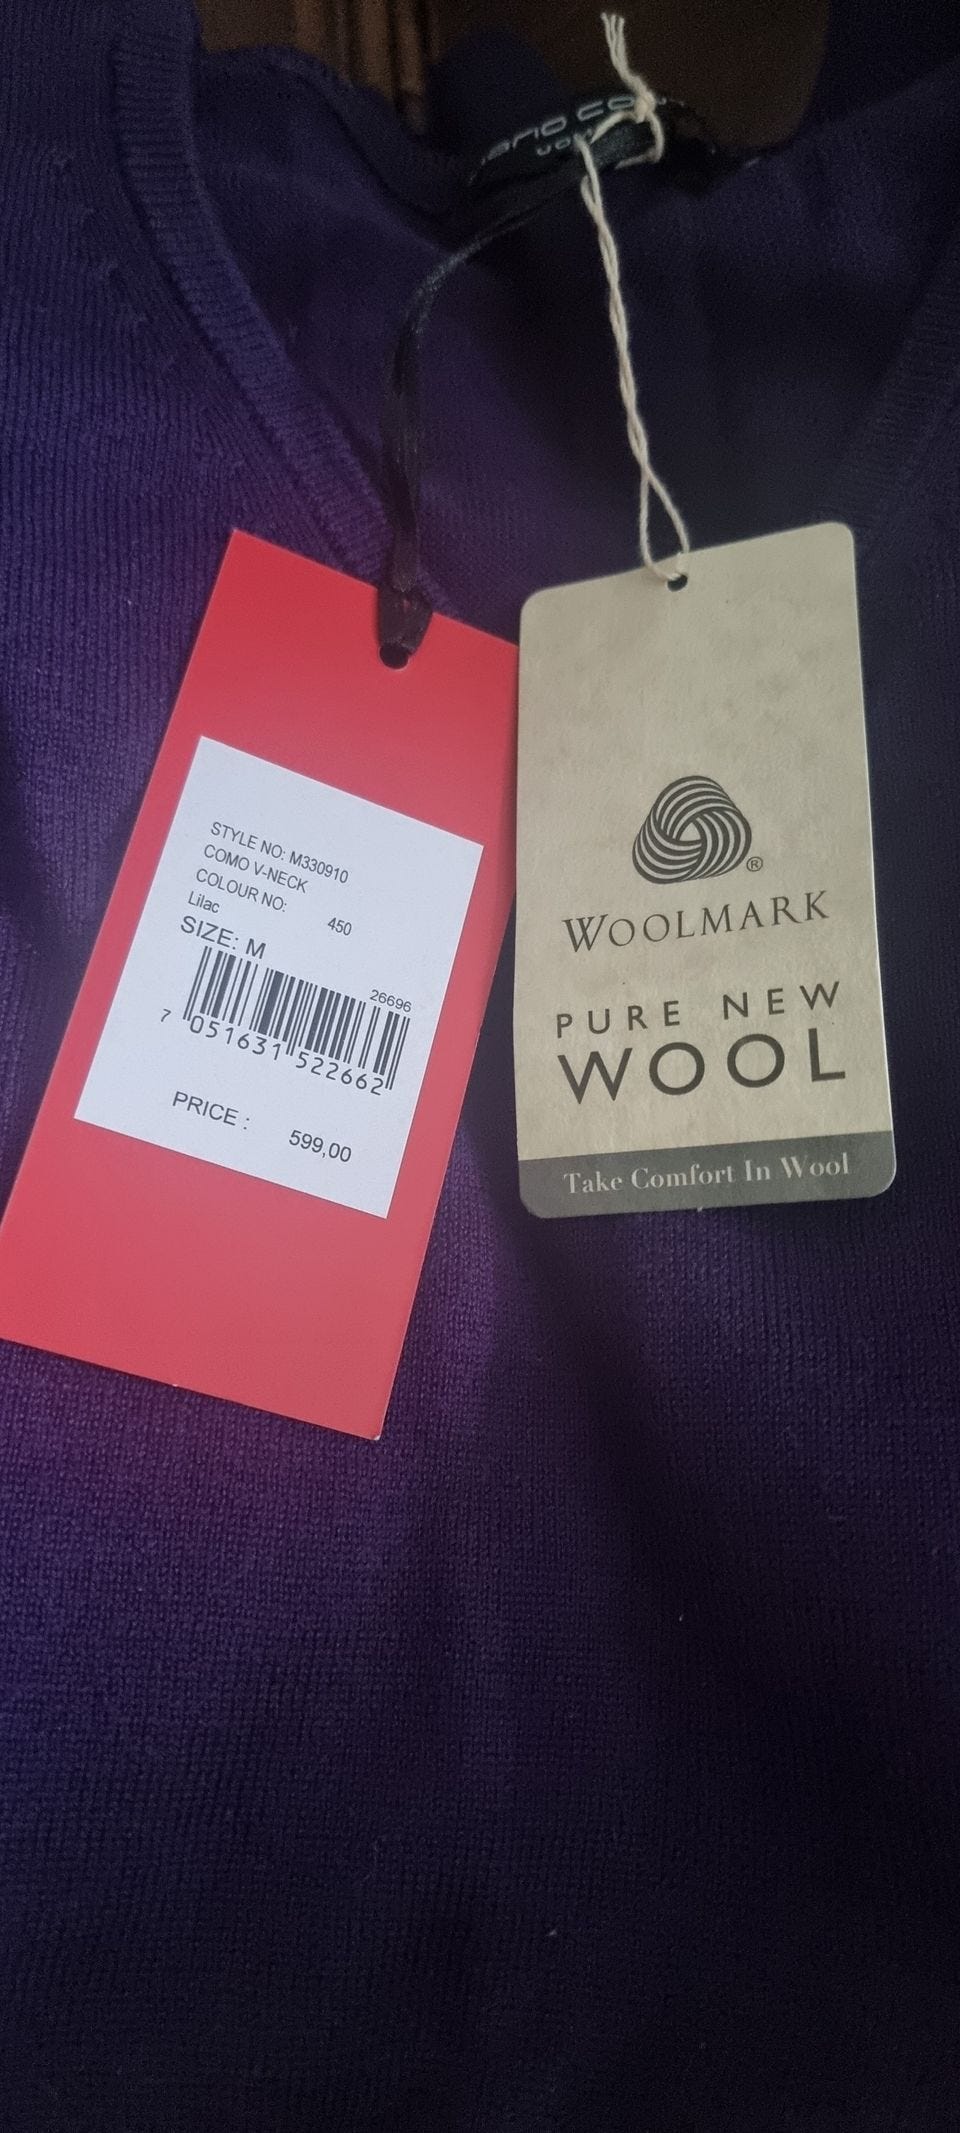 STYLE NO: M330910
COMO V-NECK
COLOUR NO: 450
Lilac
SIZE: M
26696
7 051631 522662
PRICE : 599,00
®
WOOLMARK
PURE NEW
WOOL
Take Comfort In Wool